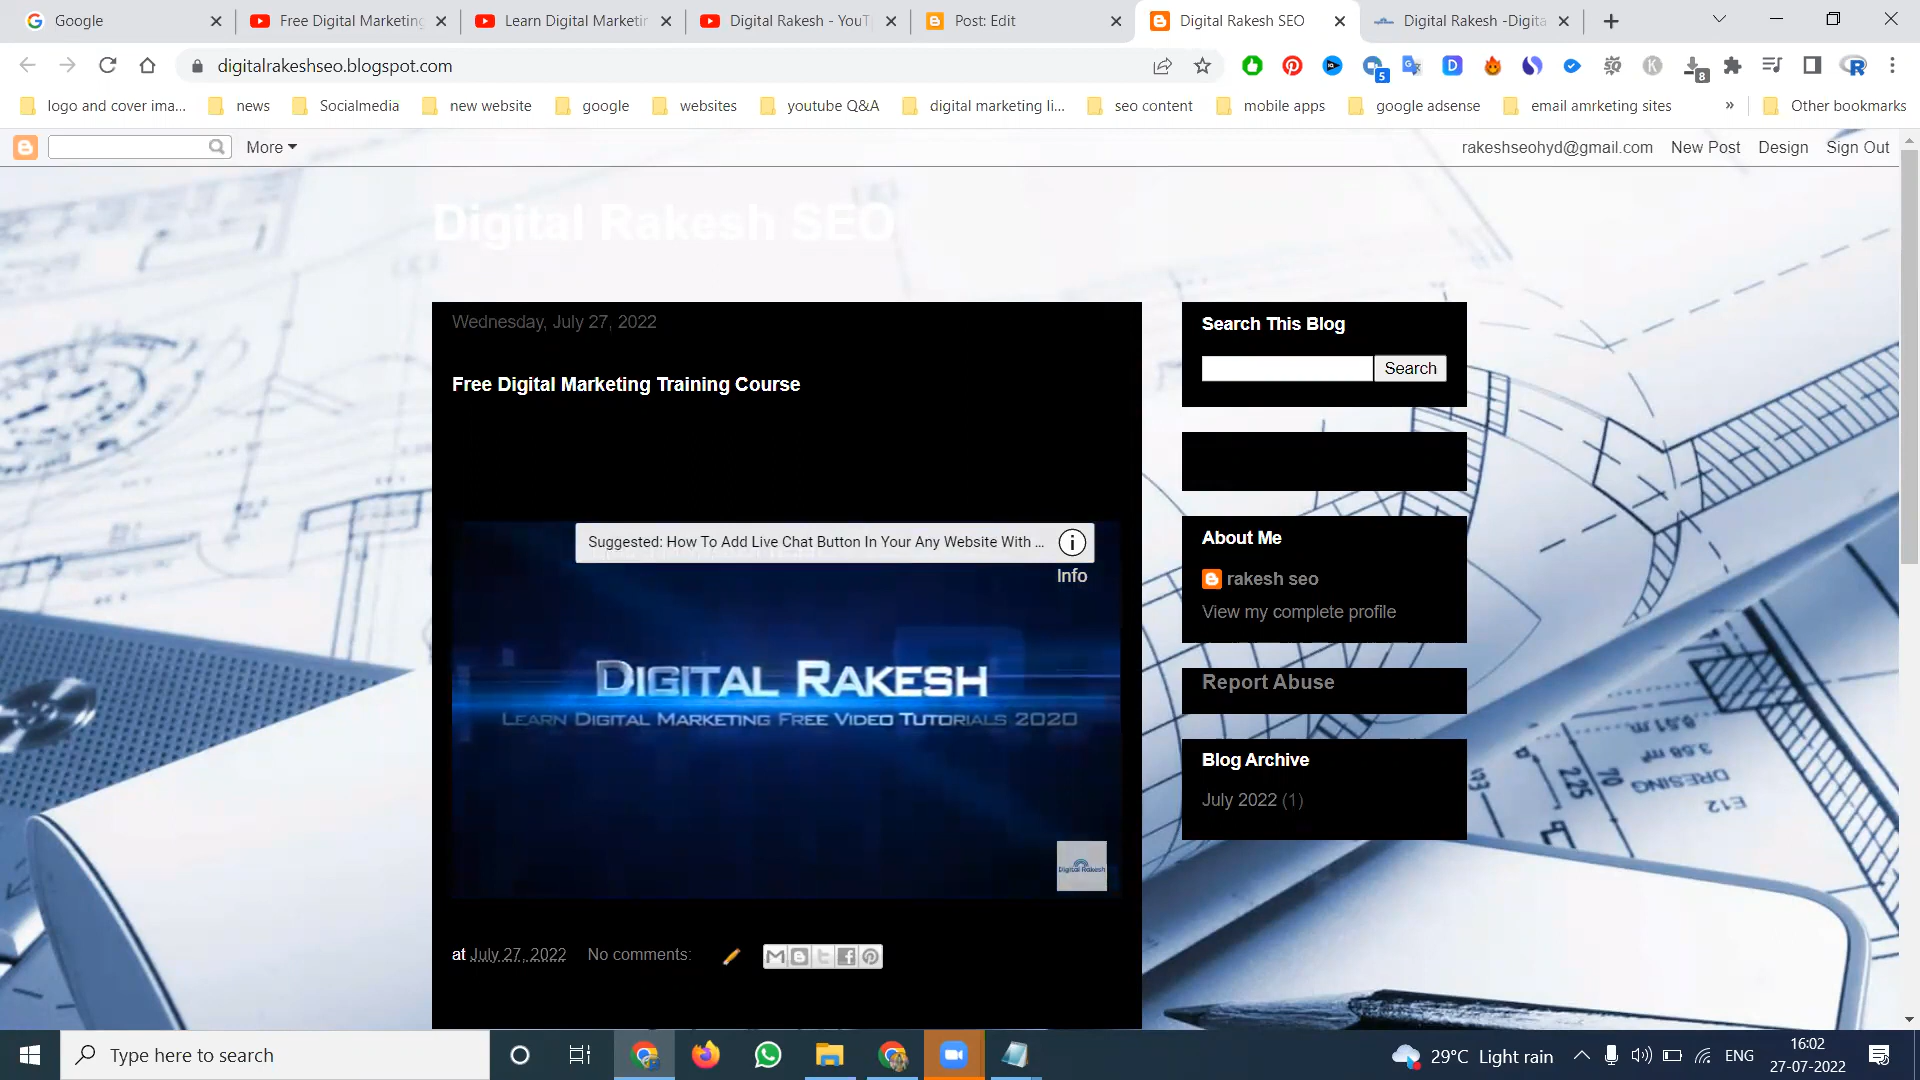 Google
Free Digital Marketing
Learn Digital Marketin
Digital Rakesh - YouT
Post: Edit
Digital Rakesh SEO
Digital Rakesh -Digita
digitalrakeshseo.blogspot.com
5
8
logo and cover ima...
news
Socialmedia
new website
google
websites
youtube Q&A
digital marketing li...
seo content
mobile apps
google adsense
email amrketing sites
»
Other bookmarks
More
rakeshseohyd@gmail.com
New Post
Design
Sign Out
Digital Rakesh SEO
Wednesday, July 27, 2022
Free Digital Marketing Training Course
Suggested: How To Add Live Chat Button In Your Any Website With ...
Info
DIGITAL RAKESH
LEARN DIGITAL MARKETING FREE VIDEO TUTORIALS 2020
Digital Rakesh
at July 27, 2022
No comments:
Search This Blog
Search
About Me
rakesh seo
View my complete profile
Report Abuse
Blog Archive
July 2022 (1)
Type here to search
29°C Light rain
ENG
16:02
27-07-2022